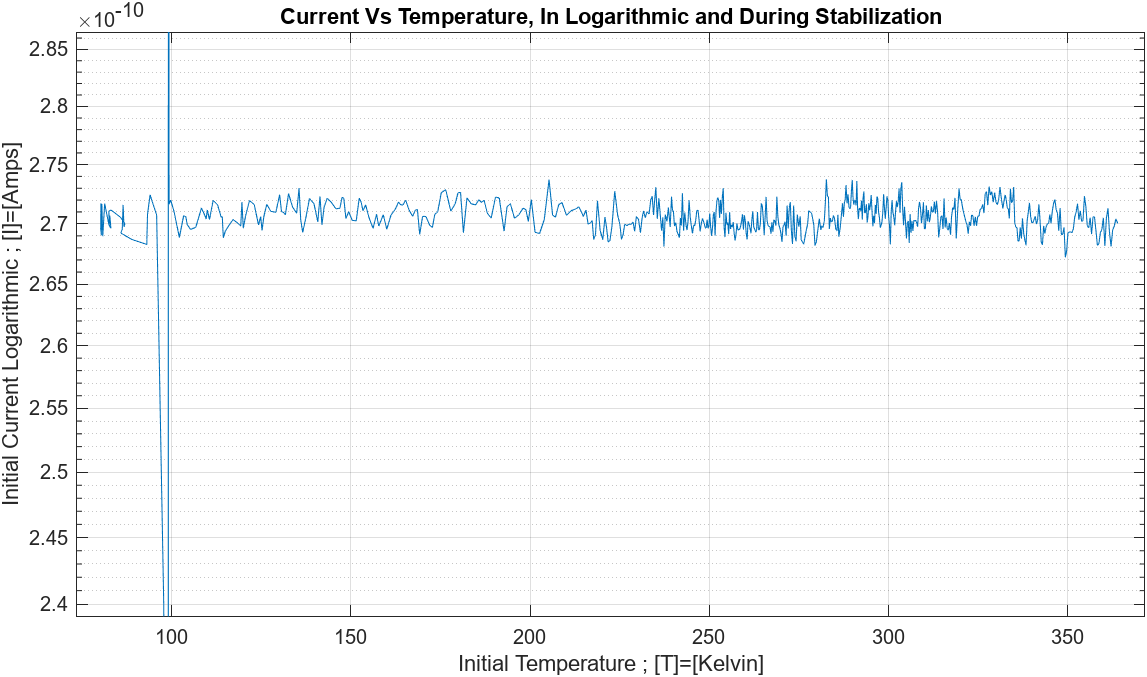 Current Vs Temperature, In Logarithmic and During Stabilization
×10^-10
2.85
2.8
2.75
2.7
2.65
2.6
2.55
2.5
2.45
2.4
Initial Current Logarithmic ; [I]=[Amps]
100 150 200 250 300 350
Initial Temperature ; [T]=[Kelvin]